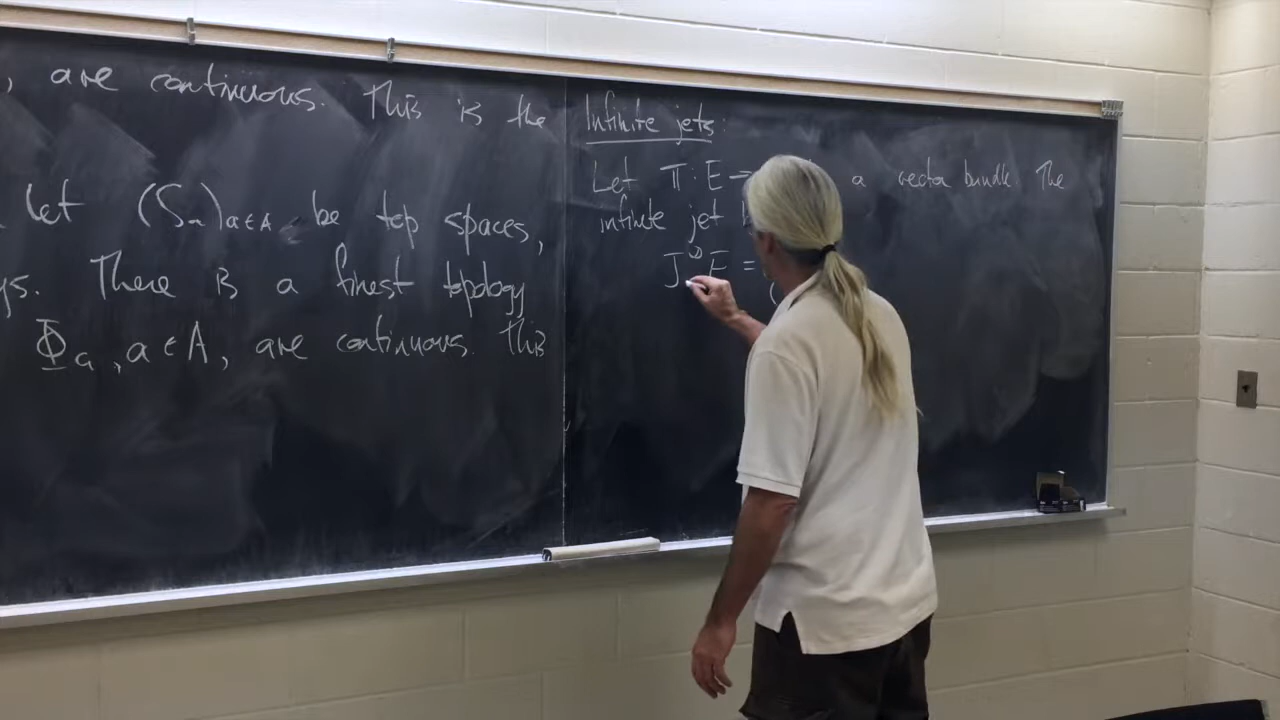 , are continuous. This is the
Let (Sₐ)ₐ∈A be top spaces,
ys. There is a finest topology
Φₐ, a∈A, are continuous. This
Infinite jets:
Let π: E → a vector bundle. The
infinite jet b
J^∞E =
(